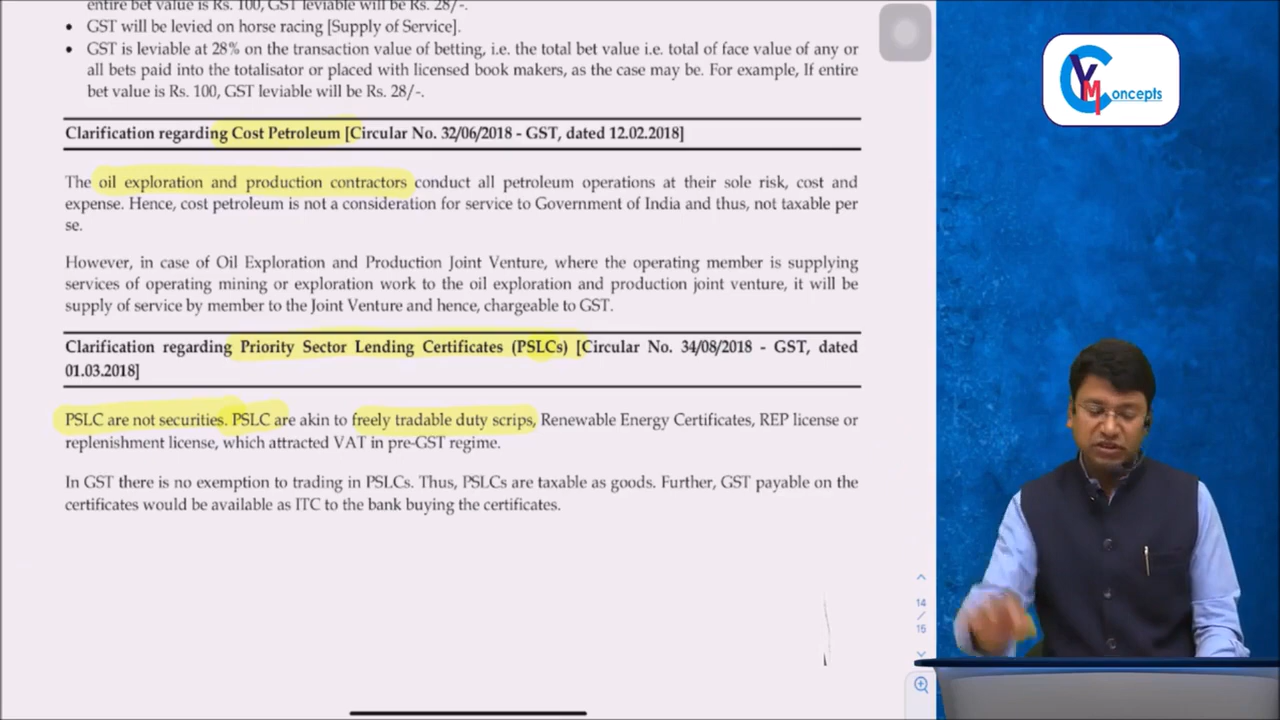 entire bet value is Rs. 100, GST leviable will be Rs. 28/-.
• GST will be levied on horse racing [Supply of Service].
• GST is leviable at 28% on the transaction value of betting, i.e. the total bet value i.e. total of face value of any or
all bets paid into the totalisator or placed with licensed book makers, as the case may be. For example, If entire
bet value is Rs. 100, GST leviable will be Rs. 28/-.
Clarification regarding Cost Petroleum [Circular No. 32/06/2018 - GST, dated 12.02.2018]
The oil exploration and production contractors conduct all petroleum operations at their sole risk, cost and
expense. Hence, cost petroleum is not a consideration for service to Government of India and thus, not taxable per
se.
However, in case of Oil Exploration and Production Joint Venture, where the operating member is supplying
services of operating mining or exploration work to the oil exploration and production joint venture, it will be
supply of service by member to the Joint Venture and hence, chargeable to GST.
Clarification regarding Priority Sector Lending Certificates (PSLCs) [Circular No. 34/08/2018 - GST, dated
01.03.2018]
PSLC are not securities. PSLC are akin to freely tradable duty scrips, Renewable Energy Certificates, REP license or
replenishment license, which attracted VAT in pre-GST regime.
In GST there is no exemption to trading in PSLCs. Thus, PSLCs are taxable as goods. Further, GST payable on the
certificates would be available as ITC to the bank buying the certificates.
14
/
16
CYM
oncepts